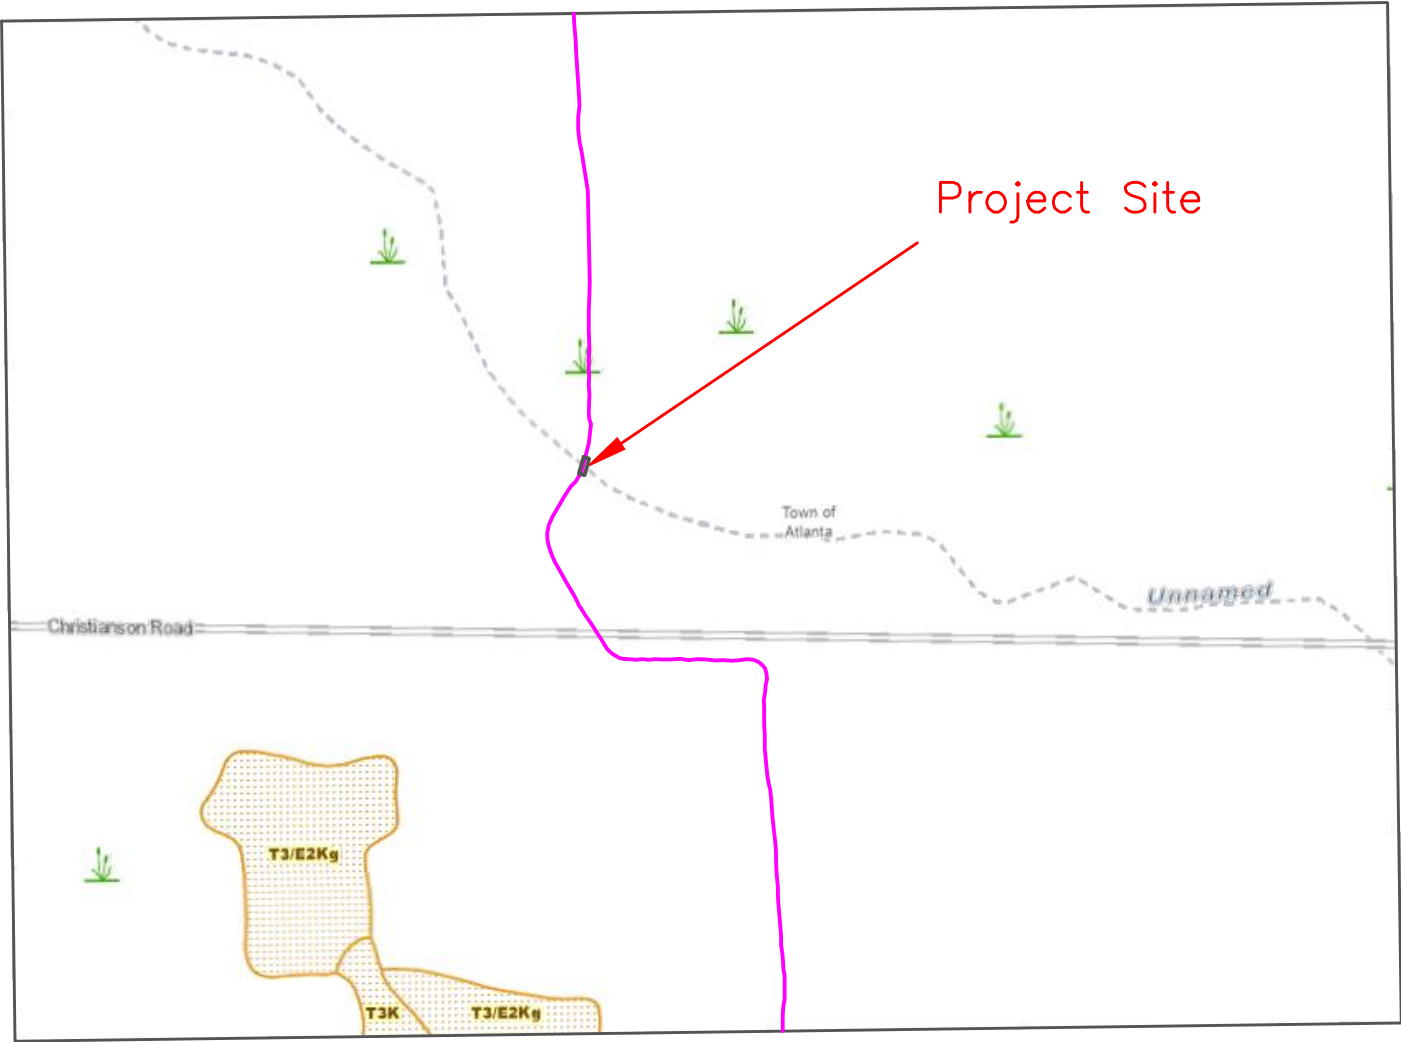 Project Site
Town of
Atlanta
Unnamed
Christianson Road
T3/E2Kg
T3K
T3/E2Kg